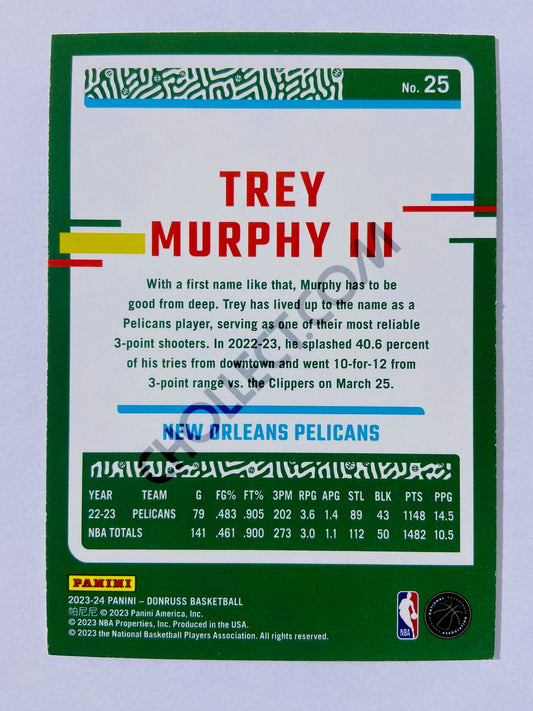 No. 25
TREY
MURPHY III
With a first name like that, Murphy has to
be good from deep. Trey has lived up to the name as a
Pelicans player, serving as one of their most reliable
3-point shooters. In 2022-23, he splashed 40.6 percent
of his tries from downtown and went 10-for-12 from
3-point range vs. the Clippers on March 25.
NEW ORLEANS PELICANS
YEAR TEAM G FG% FT% 3PM RPG APG STL BLK PTS PPG
22-23 PELICANS 79 .483 .905 202 3.6 1.4 89 43 1148 14.5
NBA TOTALS 141 .461 .900 273 3.0 1.1 112 50 1482 10.5
PANINI
2023-24 PANINI – DONRUSS BASKETBALL
帕尼尼 © 2023 Panini America, Inc.
© 2023 NBA Properties, Inc. Produced in the USA.
© 2023 the National Basketball Players Association. All rights reserved.
NBA
NATIONAL BASKETBALL PLAYERS ASSOCIATION
CHOLLECT.COM